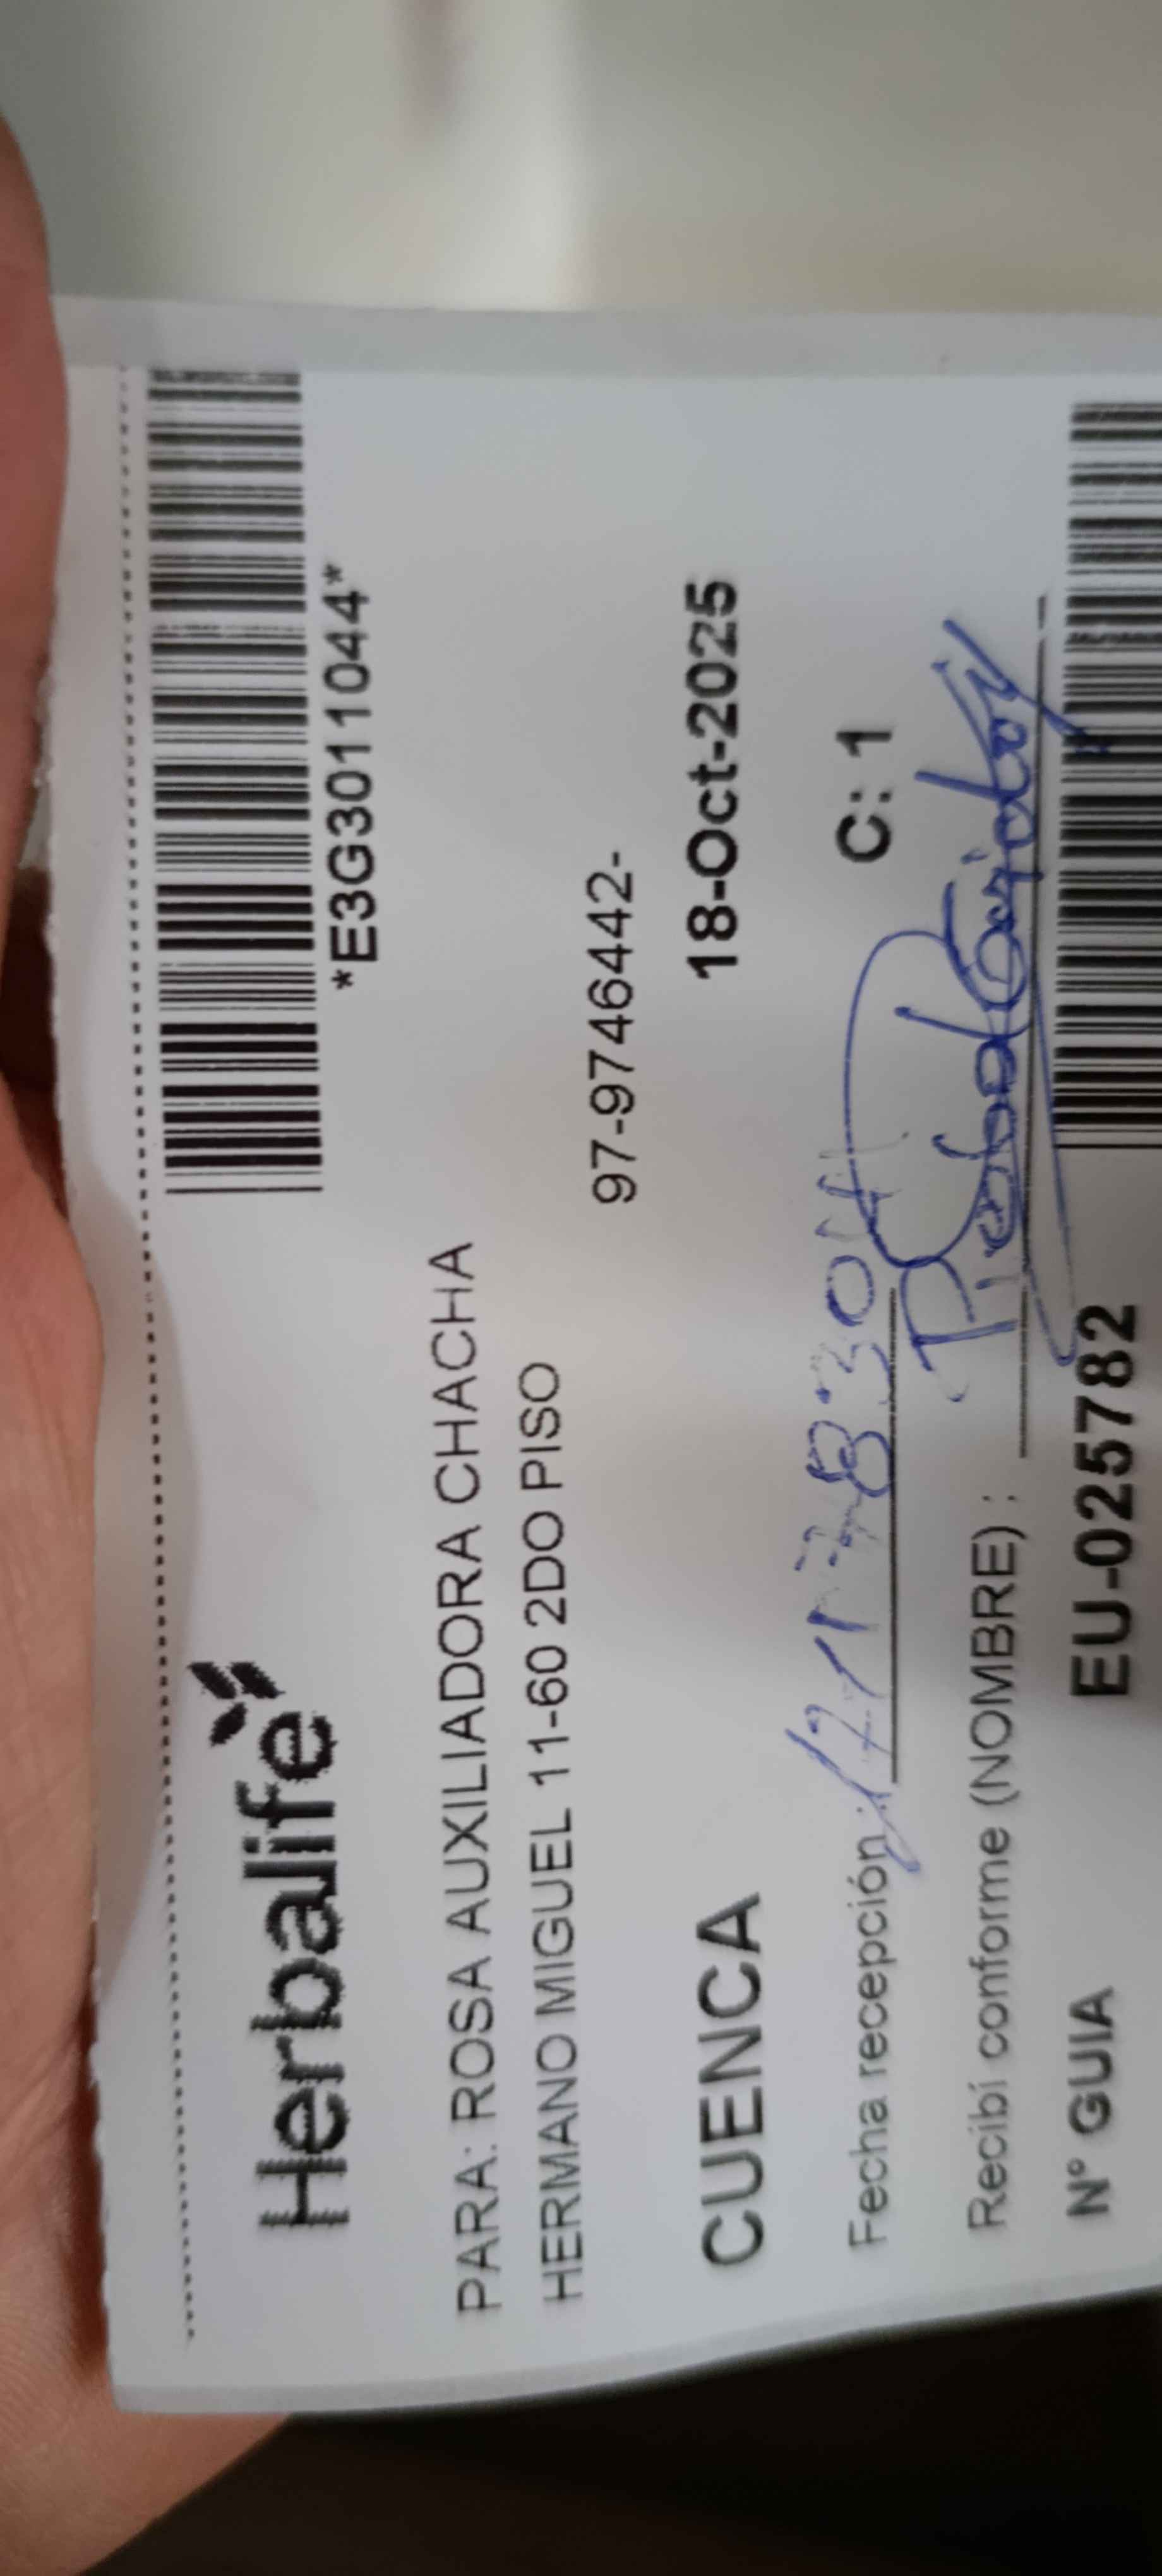 Herbalife
*E3G3011044*
PARA: ROSA AUXILIADORA CHACHA
HERMANO MIGUEL 11-60 2DO PISO
97-9746442-
CUENCA 18-Oct-2025
Fecha recepción : C: 1
Recibí conforme (NOMBRE) :
N° GUIA EU-025782